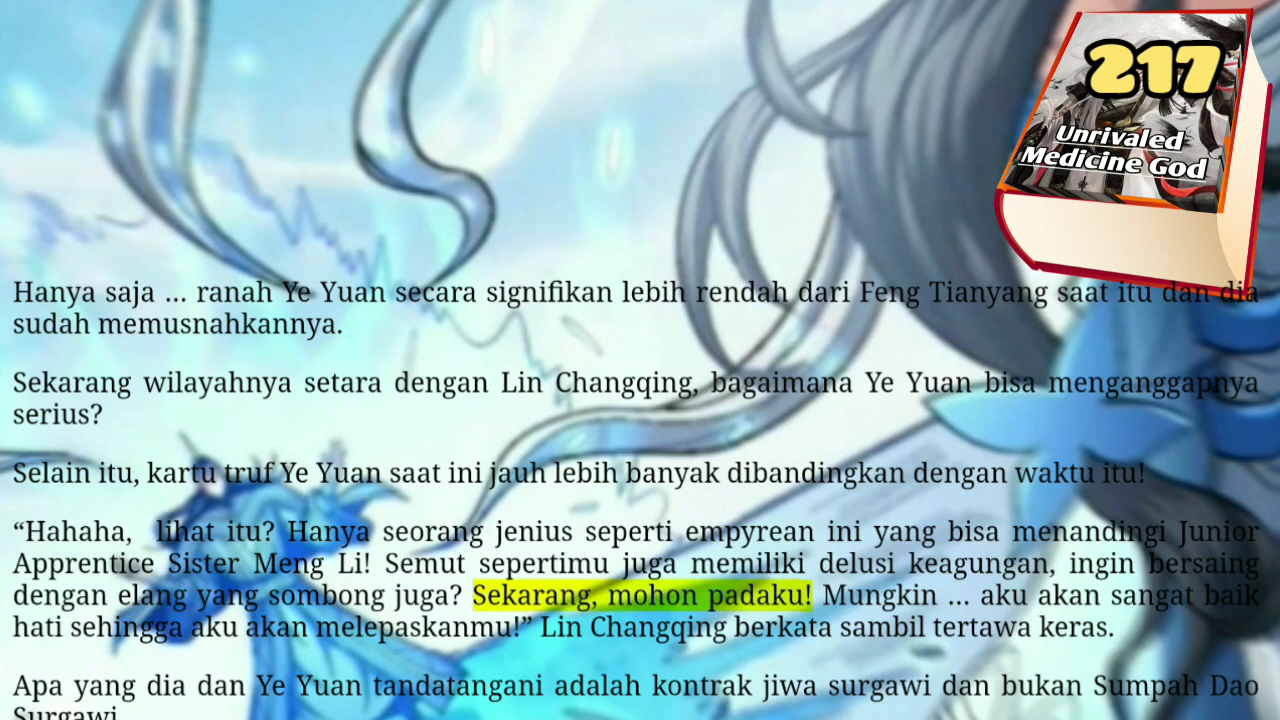 217
Unrivaled
Medicine God
Hanya saja ... ranah Ye Yuan secara signifikan lebih rendah dari Feng Tianyang saat itu dan dia
sudah memusnahkannya.
Sekarang wilayahnya setara dengan Lin Changqing, bagaimana Ye Yuan bisa menganggapnya
serius?
Selain itu, kartu truf Ye Yuan saat ini jauh lebih banyak dibandingkan dengan waktu itu!
“Hahaha, lihat itu? Hanya seorang jenius seperti empyrean ini yang bisa menandingi Junior
Apprentice Sister Meng Li! Semut sepertimu juga memiliki delusi keagungan, ingin bersaing
dengan elang yang sombong juga? Sekarang, mohon padaku! Mungkin ... aku akan sangat baik
hati sehingga aku akan melepaskanmu!” Lin Changqing berkata sambil tertawa keras.
Apa yang dia dan Ye Yuan tandatangani adalah kontrak jiwa surgawi dan bukan Sumpah Dao
Surgawi.